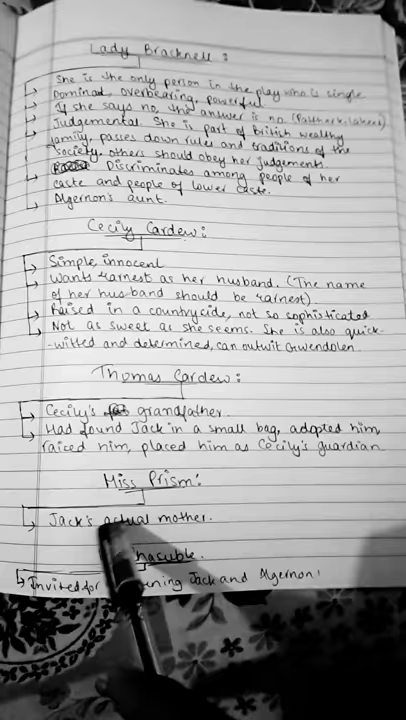 Lady Bracknell:
She is the only person in the play who is single
Dominant, overbearing, powerful
If she says no, the answer is no
Judgemental. She is part of British wealthy
family, passes down rules and traditions of the
society, others should obey her judgements.
Discriminates among people of her
caste and people of lower caste.
Algernon's aunt.
Cecily Cardew:
Simple innocent
Wants earnest as her husband. (The name
of her husband should be earnest)
Raised in a countrycide, not so sophisticated
Not as sweet as she seems. She is also quick-
-witted and determined, can outwit Gwendolen
Thomas Cardew:
Cecily's grandfather.
Had found Jack in a small bag, adopted him,
raised him, placed him as Cecily's guardian
Miss Prism:
Jack's actual mother.
hasuble.
Invited for ening Jack and Algernon